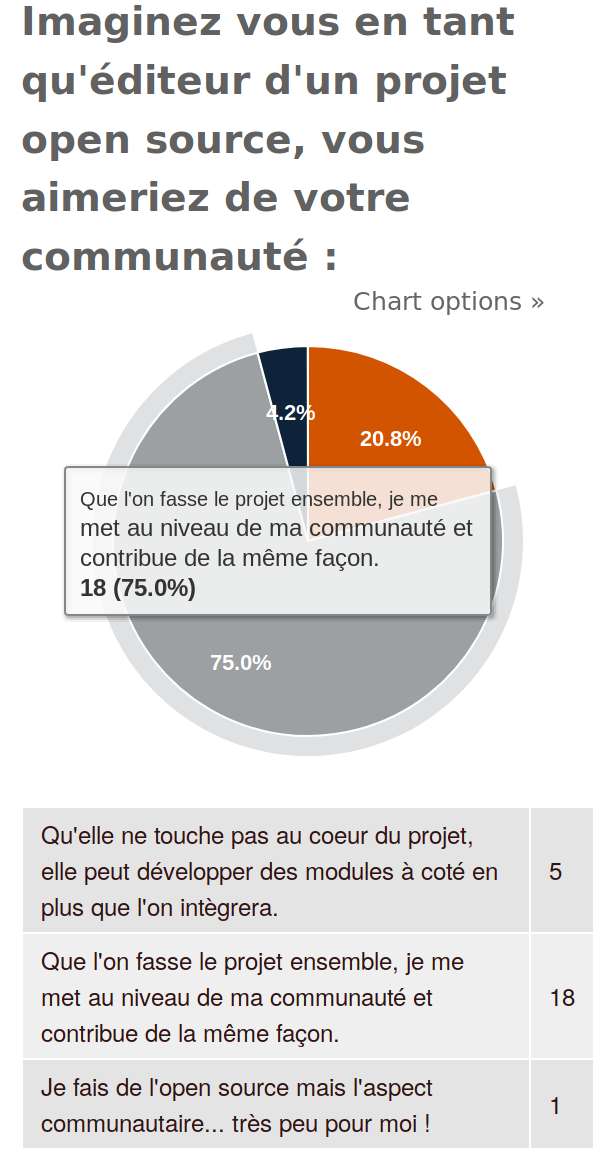 Imaginez vous en tant
qu'éditeur d'un projet
open source, vous
aimeriez de votre
communauté :
Chart options »
4.2%
20.8%
Que l'on fasse le projet ensemble, je me
met au niveau de ma communauté et
contribue de la même façon.
18 (75.0%)
75.0%
Qu'elle ne touche pas au coeur du projet,
elle peut développer des modules à coté en
plus que l'on intègrera.
5
Que l'on fasse le projet ensemble, je me
met au niveau de ma communauté et
contribue de la même façon.
18
Je fais de l'open source mais l'aspect
communautaire... très peu pour moi !
1